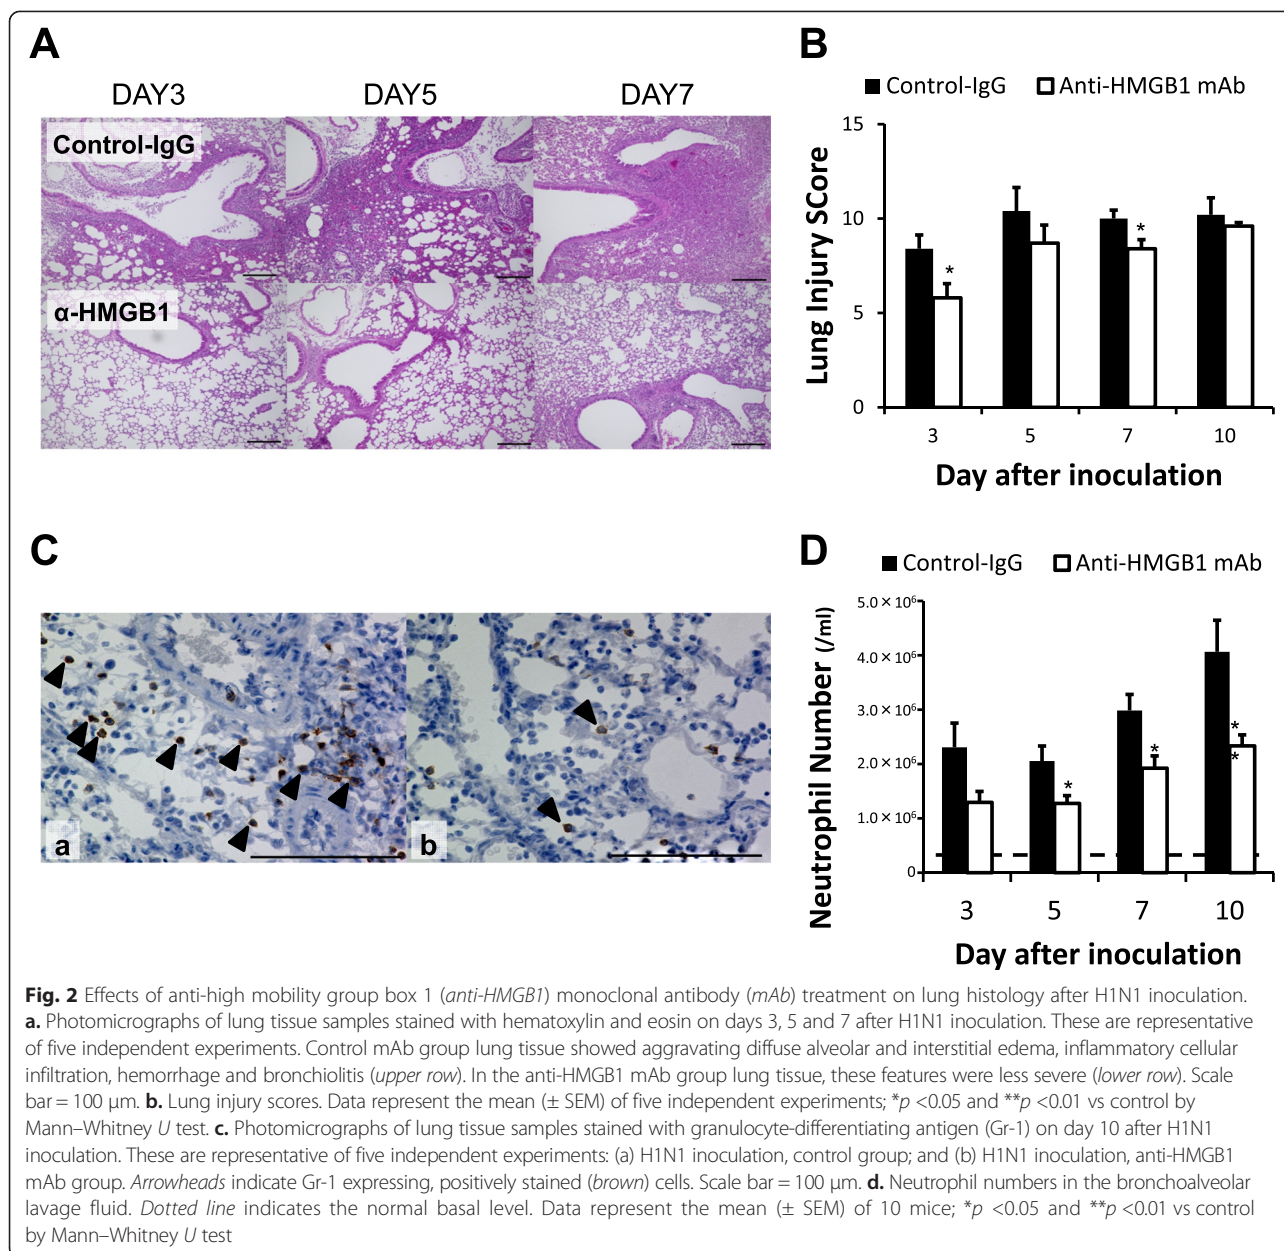 A
DAY3 DAY5 DAY7
Control-IgG
α-HMGB1
B
Control-IgG Anti-HMGB1 mAb
Lung Injury SCore
15
10
5
0
*
*
3 5 7 10
Day after inoculation
C
a
b
D
Control-IgG Anti-HMGB1 mAb
Neutrophil Number (/ml)
5.0×10⁶
4.0×10⁶
3.0×10⁶
2.0×10⁶
1.0×10⁶
0
*
*
*
*
3 5 7 10
Day after inoculation
Fig. 2 Effects of anti-high mobility group box 1 (anti-HMGB1) monoclonal antibody (mAb) treatment on lung histology after H1N1 inoculation.
a. Photomicrographs of lung tissue samples stained with hematoxylin and eosin on days 3, 5 and 7 after H1N1 inoculation. These are representative
of five independent experiments. Control mAb group lung tissue showed aggravating diffuse alveolar and interstitial edema, inflammatory cellular
infiltration, hemorrhage and bronchiolitis (upper row). In the anti-HMGB1 mAb group lung tissue, these features were less severe (lower row). Scale
bar = 100 μm. b. Lung injury scores. Data represent the mean (± SEM) of five independent experiments; *p <0.05 and **p <0.01 vs control by
Mann–Whitney U test. c. Photomicrographs of lung tissue samples stained with granulocyte-differentiating antigen (Gr-1) on day 10 after H1N1
inoculation. These are representative of five independent experiments: (a) H1N1 inoculation, control group; and (b) H1N1 inoculation, anti-HMGB1
mAb group. Arrowheads indicate Gr-1 expressing, positively stained (brown) cells. Scale bar = 100 μm. d. Neutrophil numbers in the bronchoalveolar
lavage fluid. Dotted line indicates the normal basal level. Data represent the mean (± SEM) of 10 mice; *p <0.05 and **p <0.01 vs control
by Mann–Whitney U test